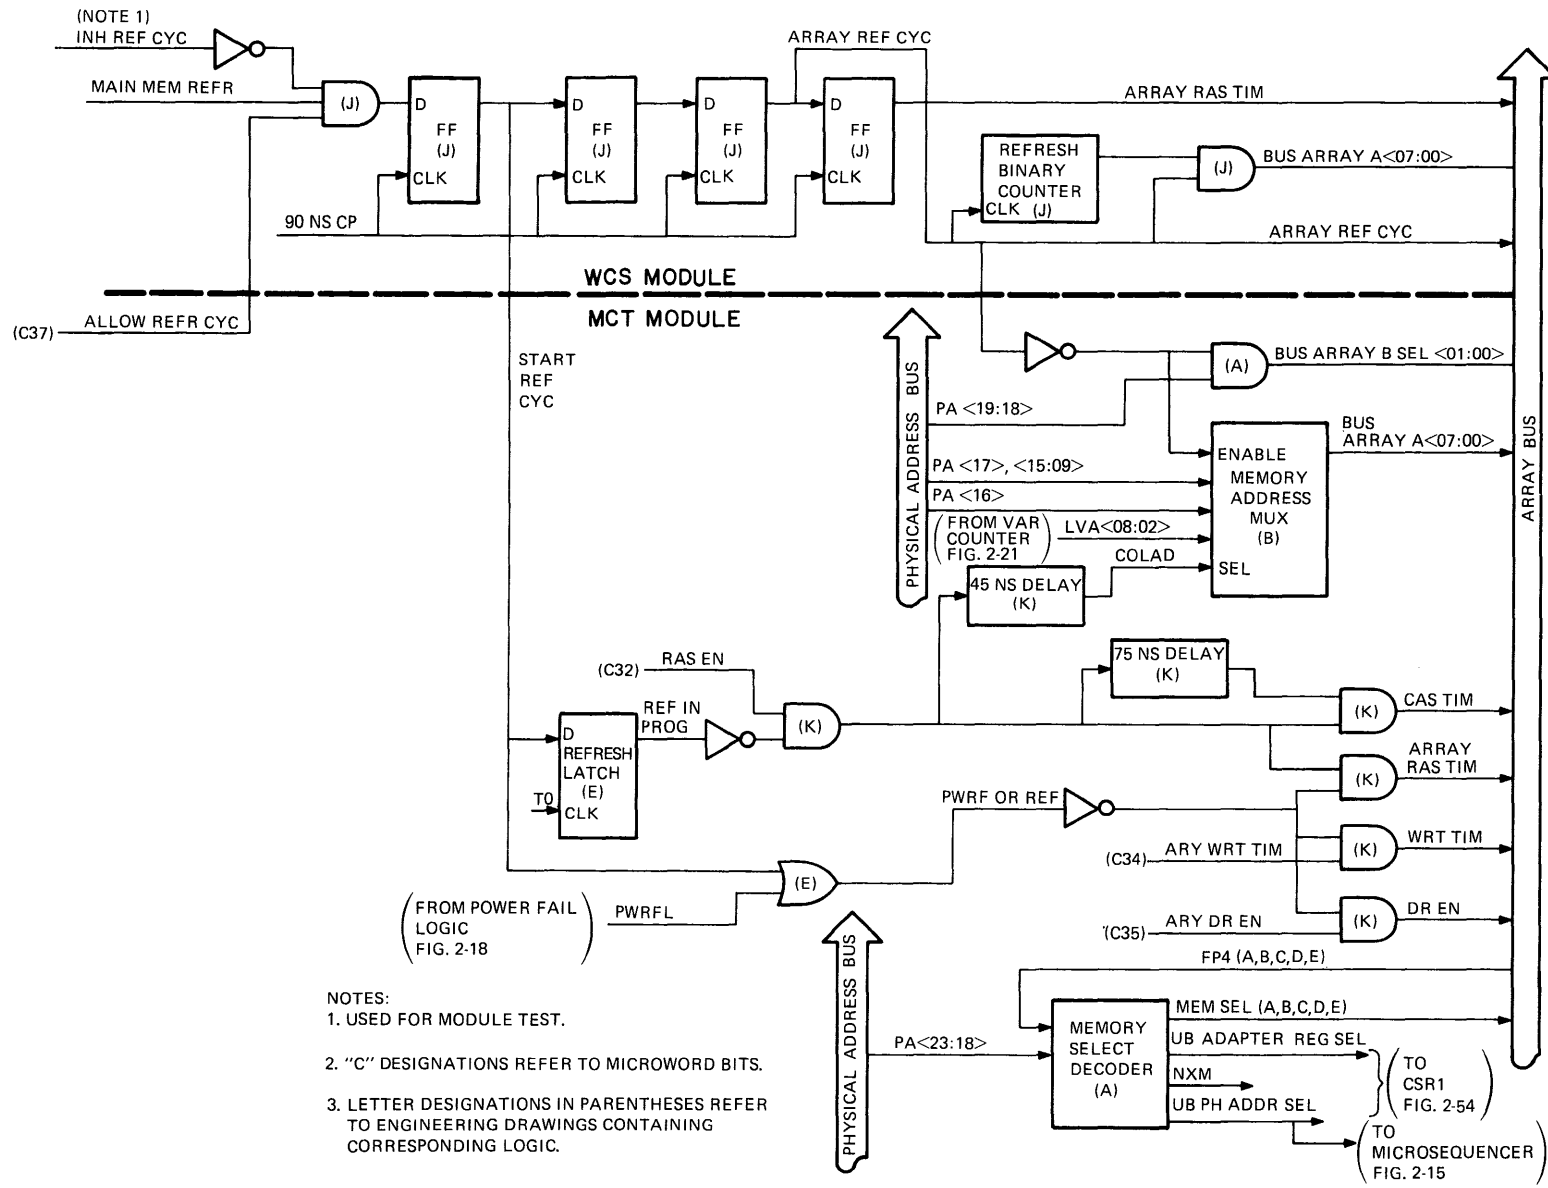 (NOTE 1)
INH REF CYC
MAIN MEM REFR
(J)
D
FF
(J)
CLK
D
FF
(J)
CLK
D
FF
(J)
CLK
D
FF
(J)
CLK
ARRAY REF CYC
90 NS CP
ARRAY RAS TIM
REFRESH
BINARY
COUNTER
CLK (J)
(J)
BUS ARRAY A<07:00>
ARRAY REF CYC
WCS MODULE
MCT MODULE
(C37)
ALLOW REFR CYC
START
REF
CYC
PHYSICAL ADDRESS BUS
(A)
BUS ARRAY B SEL <01:00>
PA <19:18>
PA <17>, <15:09>
PA <16>
(FROM VAR
COUNTER
FIG. 2-21)
LVA<08:02>
COLAD
ENABLE
MEMORY
ADDRESS
MUX
(B)
SEL
BUS
ARRAY A<07:00>
ARRAY BUS
45 NS DELAY
(K)
75 NS DELAY
(K)
(C32)
RAS EN
REF IN
PROG
D
REFRESH
LATCH
(E)
T0
CLK
(K)
(K)
CAS TIM
ARRAY
RAS TIM
(K)
PWRF OR REF
(C34)
ARY WRT TIM
(K)
WRT TIM
(C35)
ARY DR EN
(K)
DR EN
(E)
(FROM POWER FAIL
LOGIC
FIG. 2-18)
PWRFL
PHYSICAL ADDRESS BUS
FP4 (A,B,C,D,E)
PA<23:18>
MEMORY
SELECT
DECODER
(A)
MEM SEL (A,B,C,D,E)
UB ADAPTER REG SEL
NXM
UB PH ADDR SEL
(TO
CSR1
FIG. 2-54)
(TO
MICROSEQUENCER
FIG. 2-15)
NOTES:
1. USED FOR MODULE TEST.
2. "C" DESIGNATIONS REFER TO MICROWORD BITS.
3. LETTER DESIGNATIONS IN PARENTHESES REFER
TO ENGINEERING DRAWINGS CONTAINING
CORRESPONDING LOGIC.